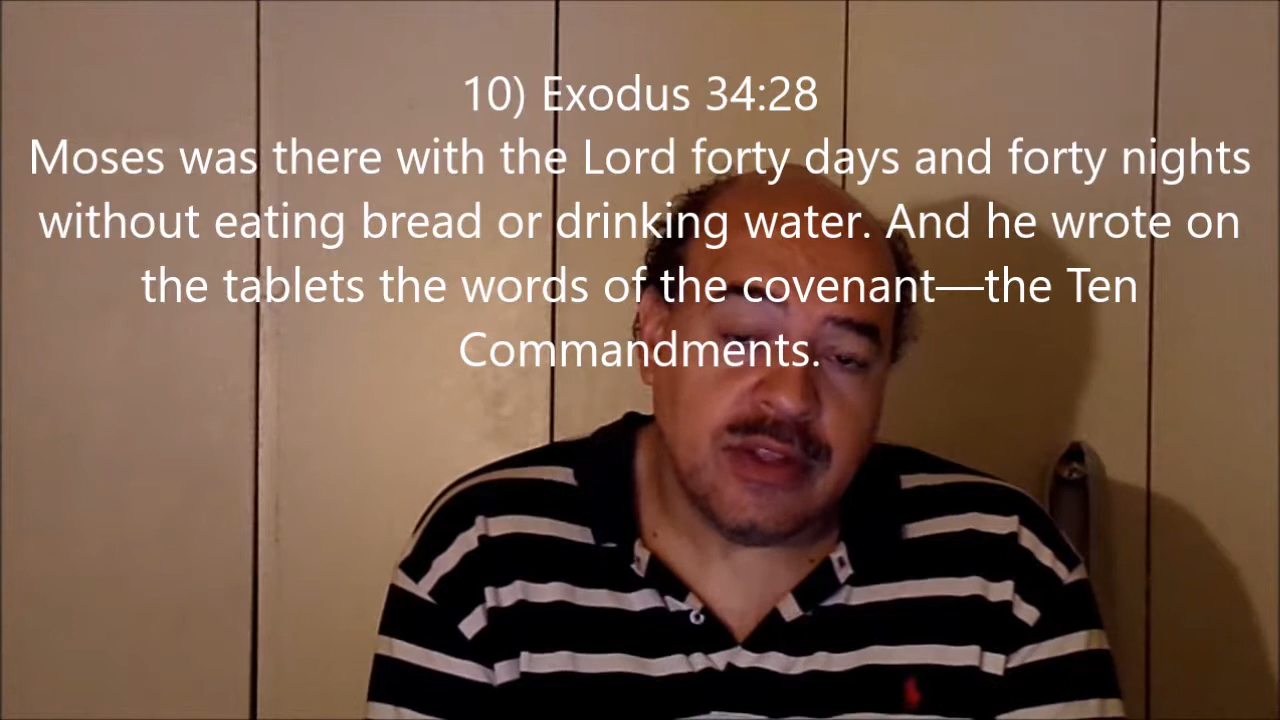 10) Exodus 34:28
Moses was there with the Lord forty days and forty nights
without eating bread or drinking water. And he wrote on
the tablets the words of the covenant—the Ten
Commandments.